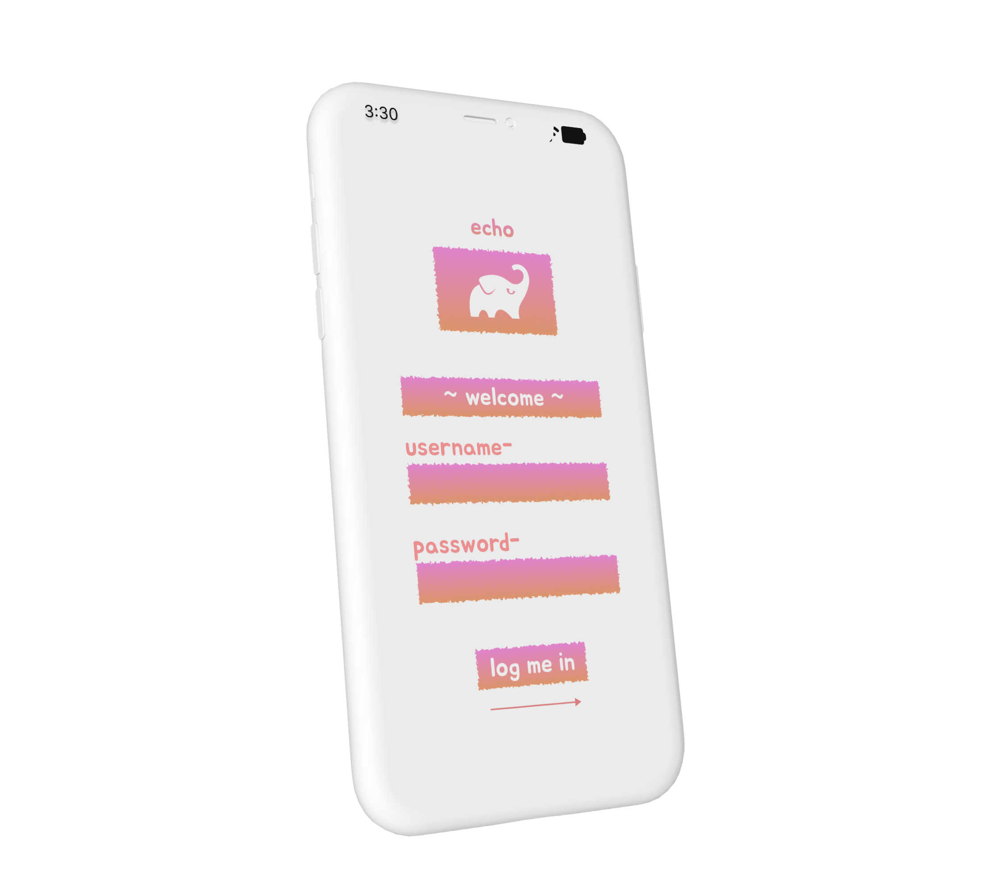 3:30
echo
~ welcome ~
username-
password-
log me in